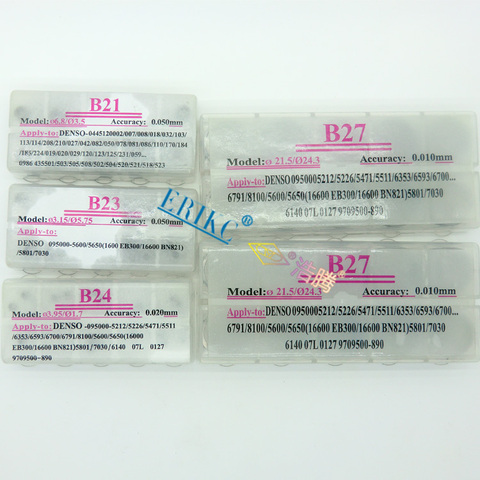 B21
Model:ø6.8/Ø3.5 Accuracy: 0.050mm
Apply-to: DENSO-0445120002/007/008/018/032/103/
113/114/208/210/027/042/082/050/078/081/086/110/170/184
/185/224/019/020/029/120/123/125/231/059...
0986 435501/503/505/508/502/504/520/521/518/523
B23
Model: ø3.15/Ø5.75 Accuracy: 0.050mm
Apply-to:
DENSO 095000-5600/5650(1600 EB300/16600 BN821)
/5801/7030
B24
Model: ø3.95/Ø1.7 Accuracy: 0.020mm
Apply-to:DENSO -095000-5212/5226/5471/5511
/6353/6593/6700/6791/8100/5600/5650(16000
EB300/16600 BN821)5801/7030/6140 07L 0127
9709500-890
B27
Model:ø 21.5/Ø24.3 Accuracy: 0.010mm
Apply-to:DENSO 0950005212/5226/5471/5511/6353/6593/6700...
6791/8100/5600/5650(16600 EB300/16600 BN821)5801/7030
6140 07L 0127 9709500-890
B27
Model:ø 21.5/Ø24.3 Accuracy: 0.010mm
Apply-to:DENSO 0950005212/5226/5471/5511/6353/6593/6700...
6791/8100/5600/5650(16600 EB300/16600 BN821)5801/7030
6140 07L 0127 9709500-890
ERIKC